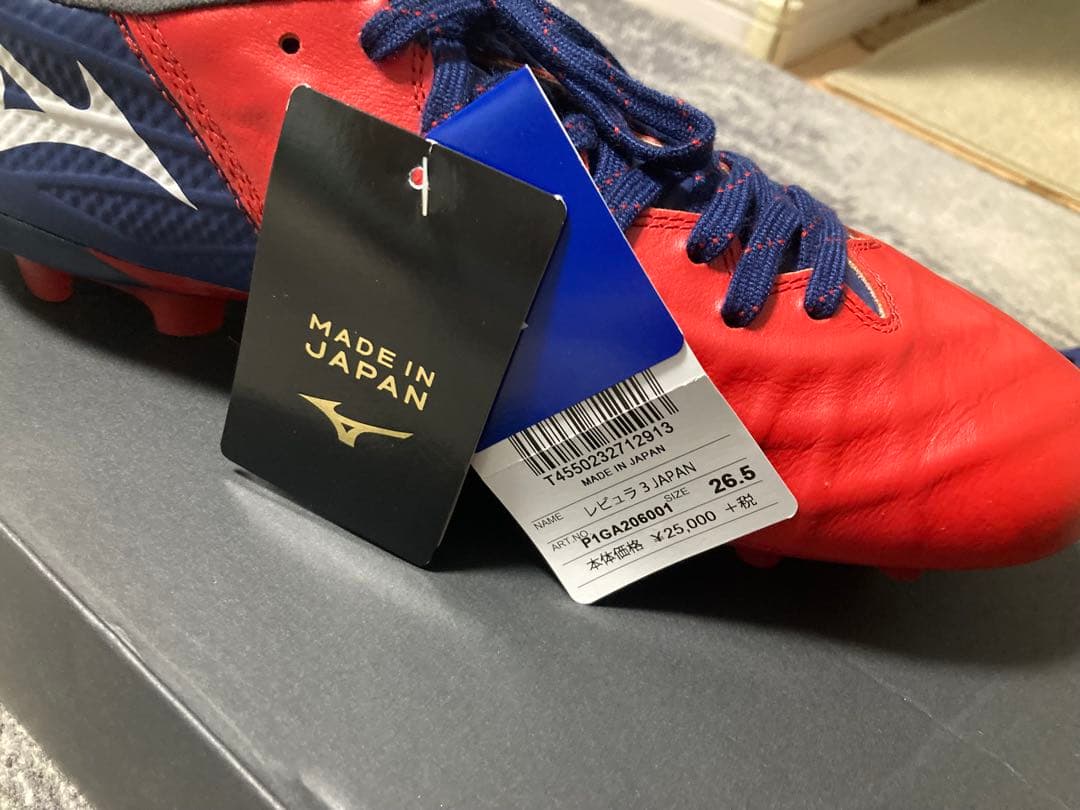 MADE IN
JAPAN
T4550232712913
MADE IN JAPAN
NAME レビュラ 3 JAPAN
ART.NO P1GA206001 SIZE 26.5
本体価格 ¥25,000 +税